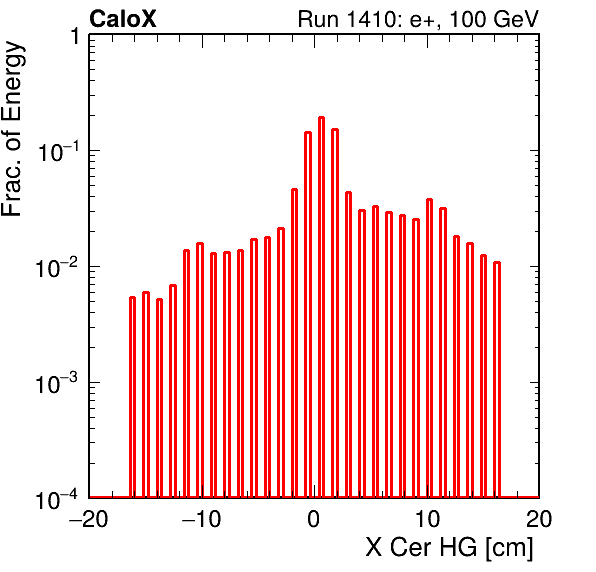 CaloX Run 1410: e+, 100 GeV
Frac. of Energy
1
10⁻¹
10⁻²
10⁻³
10⁻⁴
−20 −10 0 10 20
X Cer HG [cm]